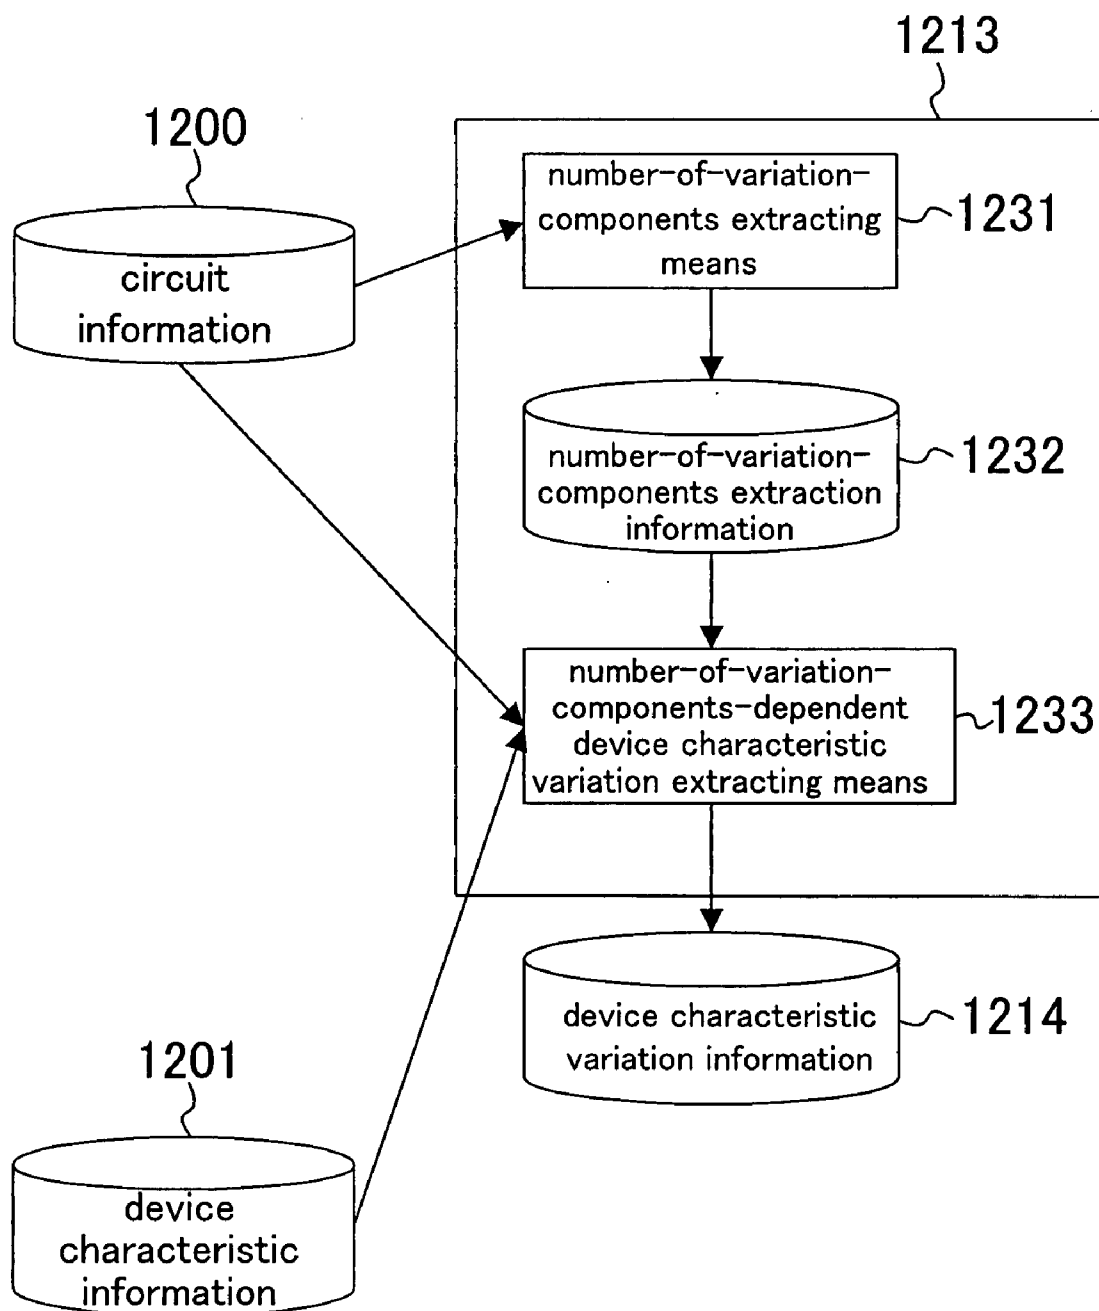 1213
1200
number-of-variation-
components extracting
means
1231
circuit
information
number-of-variation-
components extraction
information
1232
number-of-variation-
components-dependent
device characteristic
variation extracting means
1233
device characteristic
variation information
1214
1201
device
characteristic
information